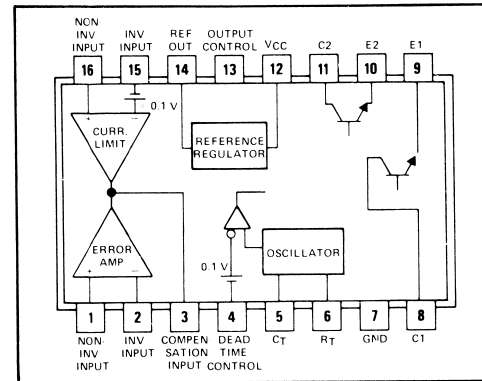 NON INV INPUT
INV INPUT
REF OUT
OUTPUT CONTROL
VCC
C2
E2
E1
16 15 14 13 12 11 10 9
0.1 V
CURR. LIMIT
REFERENCE REGULATOR
ERROR AMP
0.1 V
OSCILLATOR
1 2 3 4 5 6 7 8
NON- INV INPUT
INV INPUT
COMPEN SATION INPUT
DEAD TIME CONTROL
CT
RT
GND
C1